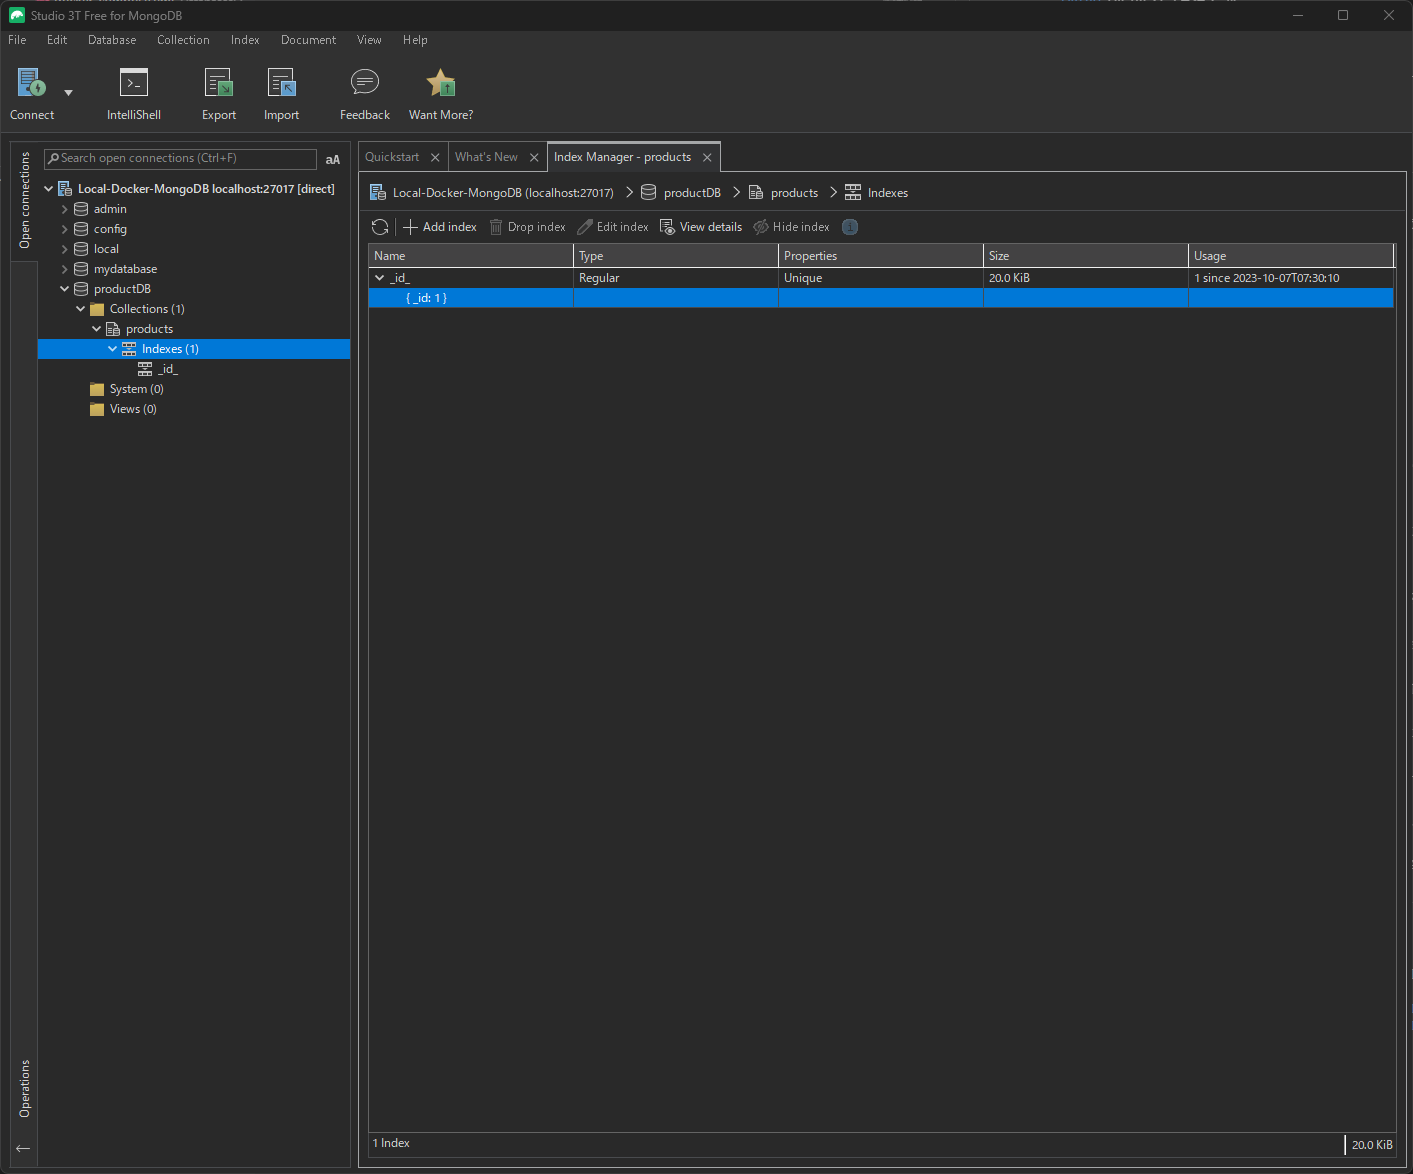 Studio 3T Free for MongoDB
File Edit Database Collection Index Document View Help
Connect IntelliShell Export Import Feedback Want More?
Open connections
Search open connections (Ctrl+F) aA
Local-Docker-MongoDB localhost:27017 [direct]
admin
config
local
mydatabase
productDB
Collections (1)
products
Indexes (1)
_id_
System (0)
Views (0)
Operations
Quickstart What's New Index Manager - products
Local-Docker-MongoDB (localhost:27017) productDB products Indexes
Add index Drop index Edit index View details Hide index
Name Type Properties Size Usage
_id_ Regular Unique 20.0 KiB 1 since 2023-10-07T07:30:10
{ _id: 1 }
1 Index 20.0 KiB